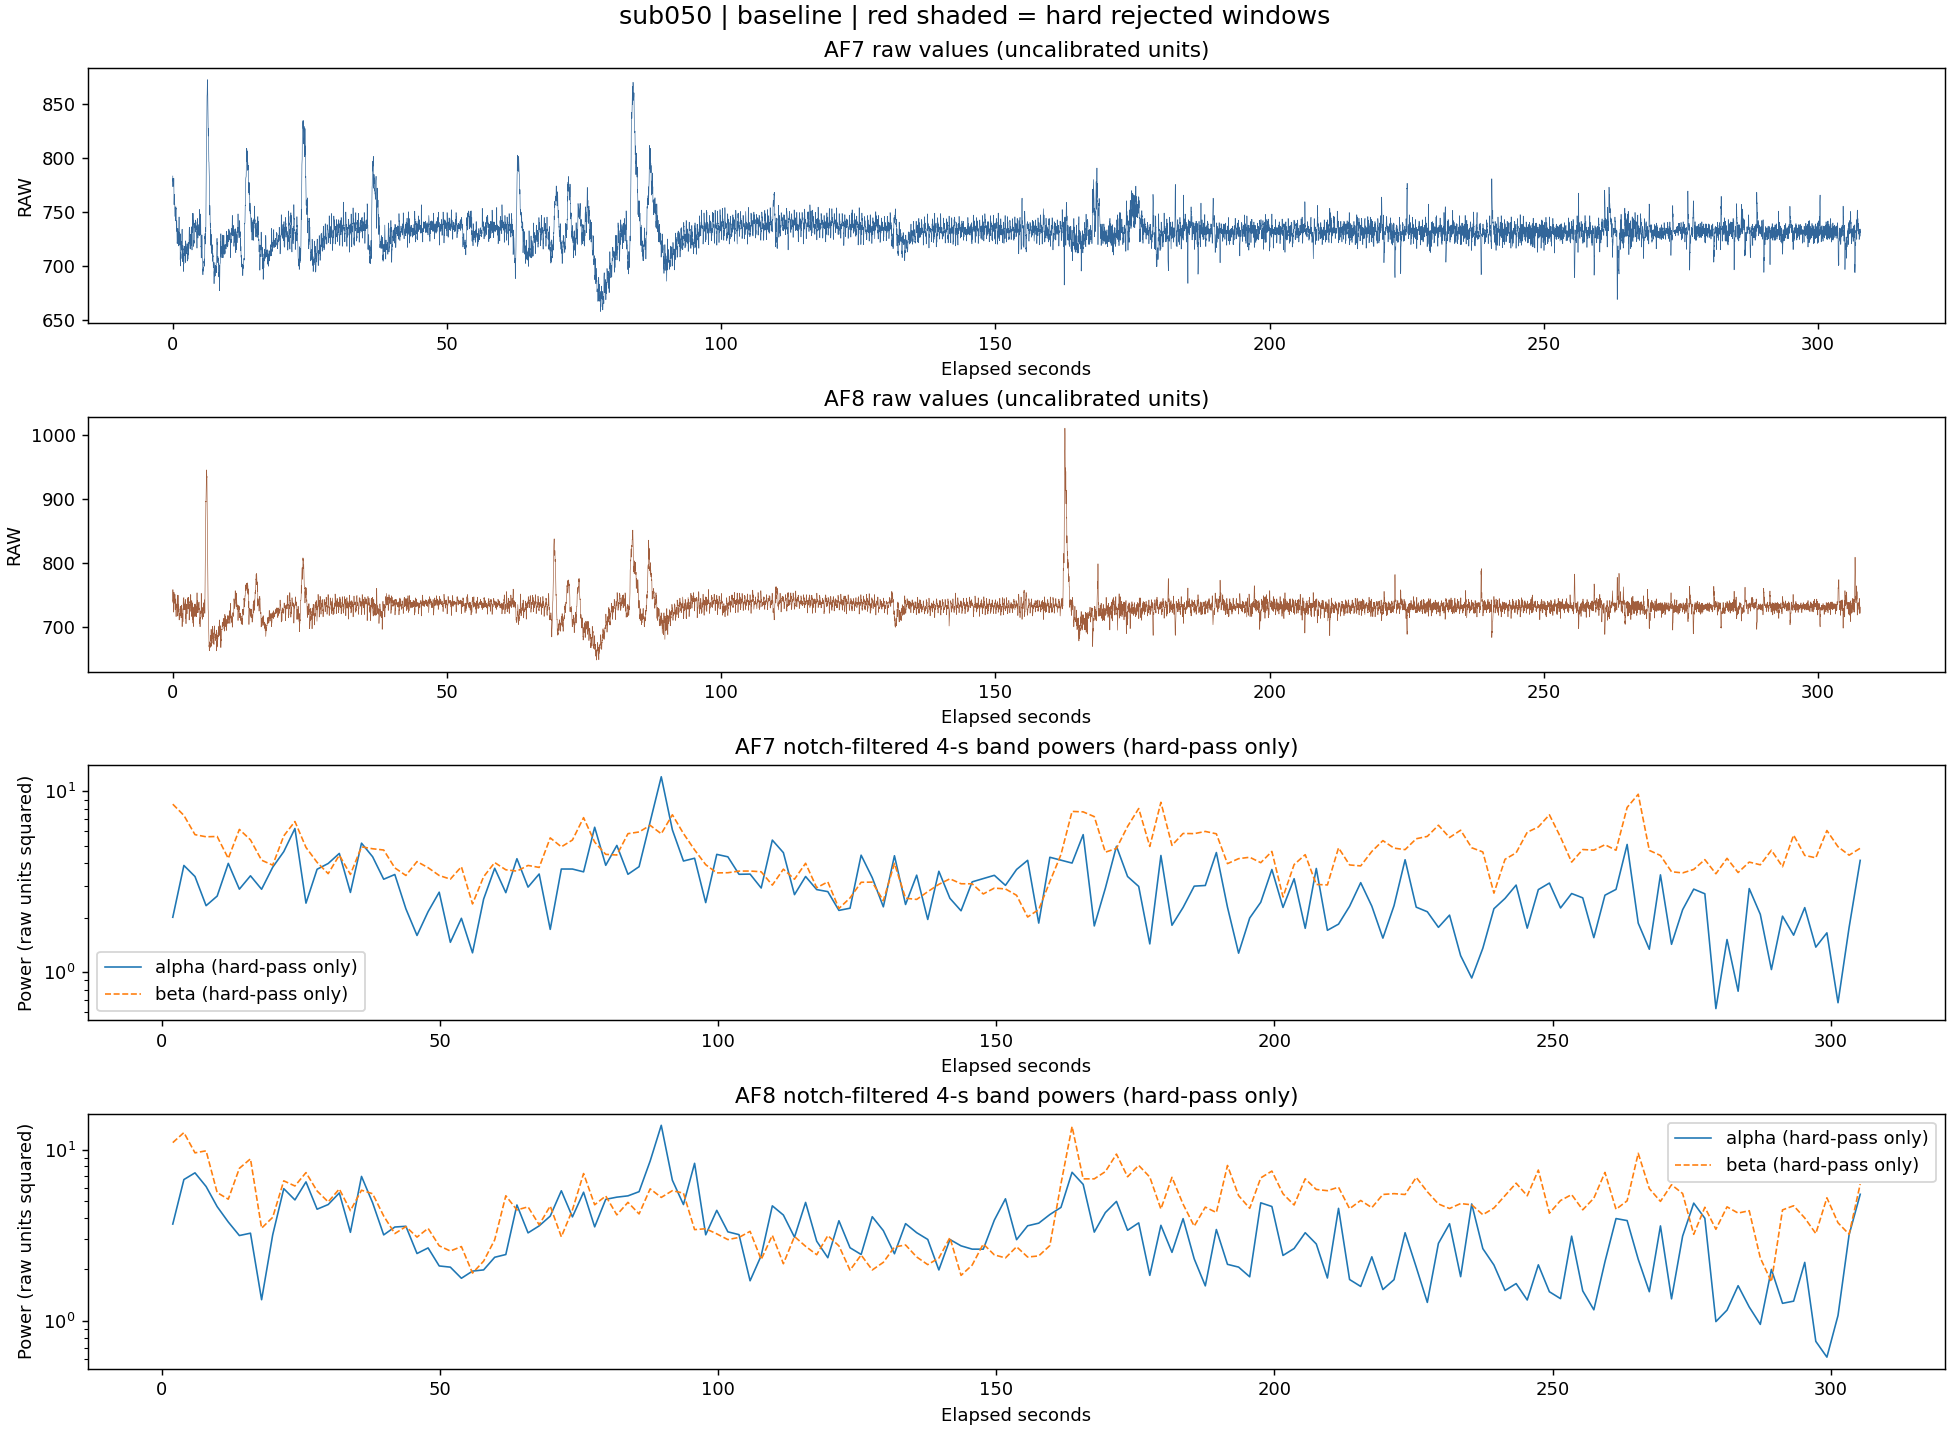 sub050 | baseline | red shaded = hard rejected windows
AF7 raw values (uncalibrated units)
RAW
850
800
750
700
650
0 50 100 150 200 250 300
Elapsed seconds
AF8 raw values (uncalibrated units)
RAW
1000
900
800
700
0 50 100 150 200 250 300
Elapsed seconds
AF7 notch-filtered 4-s band powers (hard-pass only)
Power (raw units squared)
10¹
10⁰
alpha (hard-pass only)
beta (hard-pass only)
0 50 100 150 200 250 300
Elapsed seconds
AF8 notch-filtered 4-s band powers (hard-pass only)
Power (raw units squared)
10¹
10⁰
alpha (hard-pass only)
beta (hard-pass only)
0 50 100 150 200 250 300
Elapsed seconds